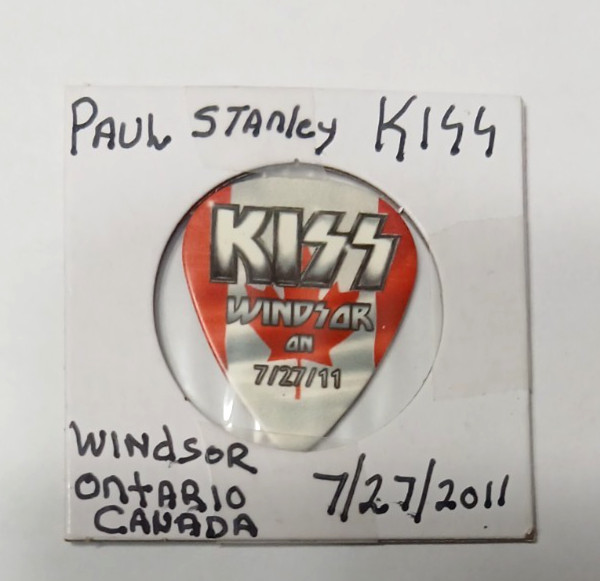 PAUL STANLEY KISS
KISS
WINDSOR
ON
7/27/11
WINDSOR
ONTARIO
CANADA
7/27/2011